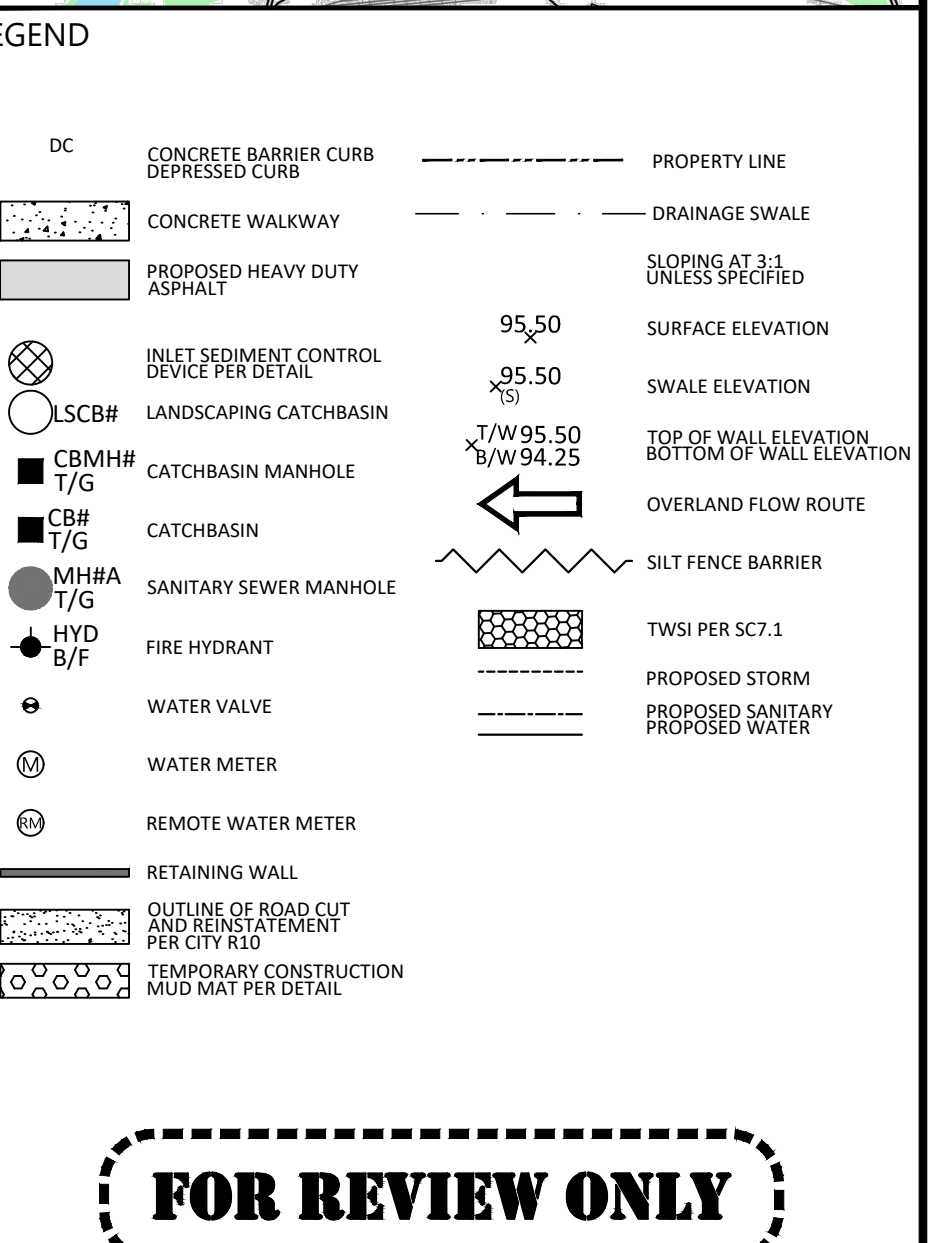 EGEND
DC
CONCRETE BARRIER CURB
DEPRESSED CURB
CONCRETE WALKWAY
PROPOSED HEAVY DUTY
ASPHALT
INLET SEDIMENT CONTROL
DEVICE PER DETAIL
LSCB#
LANDSCAPING CATCHBASIN
CBMH#
T/G
CATCHBASIN MANHOLE
CB#
T/G
CATCHBASIN
MH#A
T/G
SANITARY SEWER MANHOLE
HYD
B/F
FIRE HYDRANT
WATER VALVE
M
WATER METER
RM
REMOTE WATER METER
RETAINING WALL
OUTLINE OF ROAD CUT
AND REINSTATEMENT
PER CITY R10
TEMPORARY CONSTRUCTION
MUD MAT PER DETAIL
PROPERTY LINE
DRAINAGE SWALE
SLOPING AT 3:1
UNLESS SPECIFIED
95.50
SURFACE ELEVATION
95.50
(S)
SWALE ELEVATION
T/W 95.50
B/W 94.25
TOP OF WALL ELEVATION
BOTTOM OF WALL ELEVATION
OVERLAND FLOW ROUTE
SILT FENCE BARRIER
TWSI PER SC7.1
PROPOSED STORM
PROPOSED SANITARY
PROPOSED WATER
FOR REVIEW ONLY